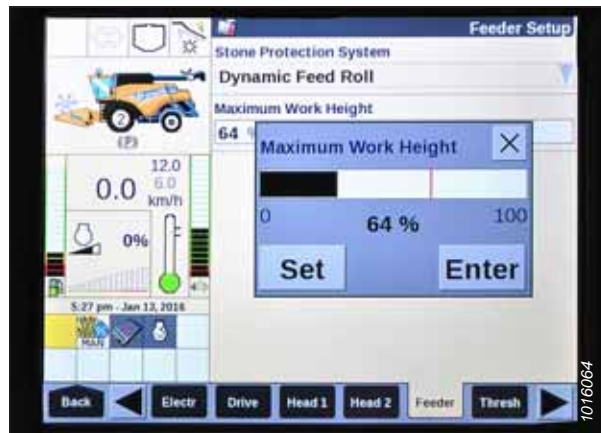 Feeder Setup
Stone Protection System
Dynamic Feed Roll
Maximum Work Height
64 %
Maximum Work Height
0 64 % 100
Set Enter
2
(P)
12.0
0.0 6.0
km/h
0%
5:27 pm - Jan 13, 2016
MAN
Back Electr Drive Head 1 Head 2 Feeder Thresh
1016064